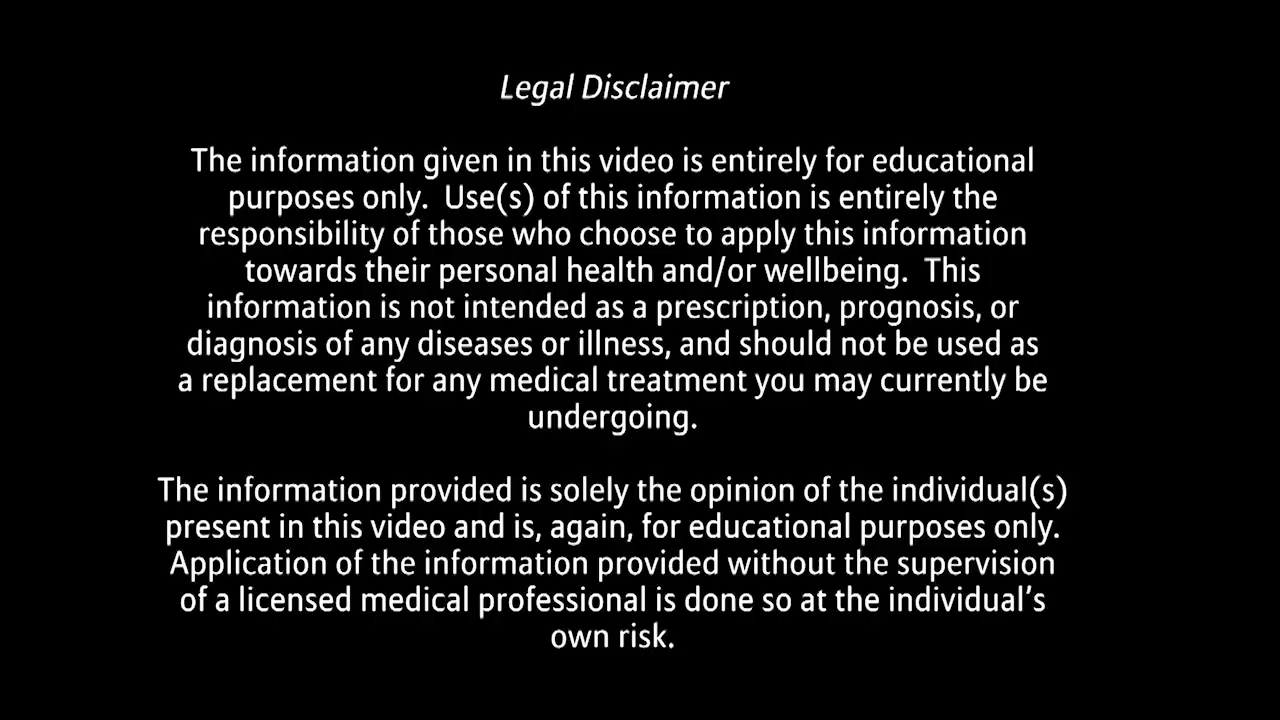 Legal Disclaimer
The information given in this video is entirely for educational
purposes only.  Use(s) of this information is entirely the
responsibility of those who choose to apply this information
towards their personal health and/or wellbeing.  This
information is not intended as a prescription, prognosis, or
diagnosis of any diseases or illness, and should not be used as
a replacement for any medical treatment you may currently be
undergoing.
The information provided is solely the opinion of the individual(s)
present in this video and is, again, for educational purposes only.
Application of the information provided without the supervision
of a licensed medical professional is done so at the individual’s
own risk.